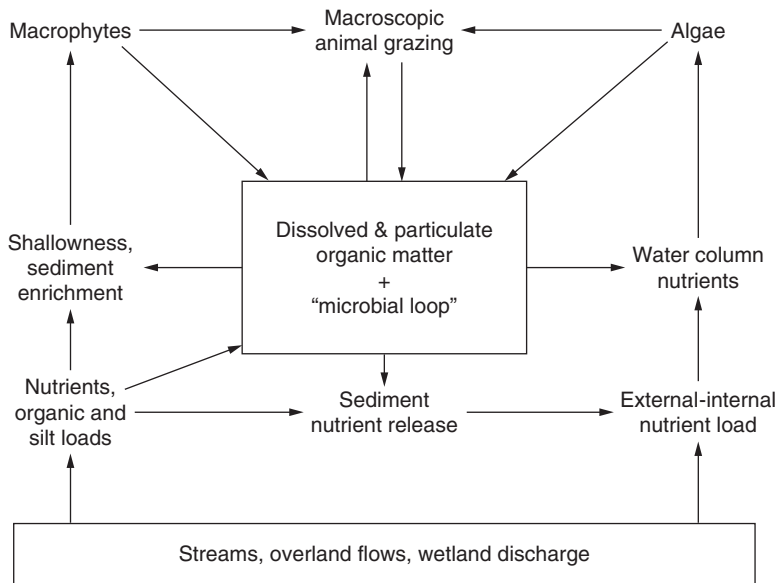 Macrophytes
Macroscopic
animal grazing
Algae
Dissolved & particulate
organic matter
+
“microbial loop”
Shallowness,
sediment
enrichment
Water column
nutrients
Nutrients,
organic and
silt loads
Sediment
nutrient release
External-internal
nutrient load
Streams, overland flows, wetland discharge